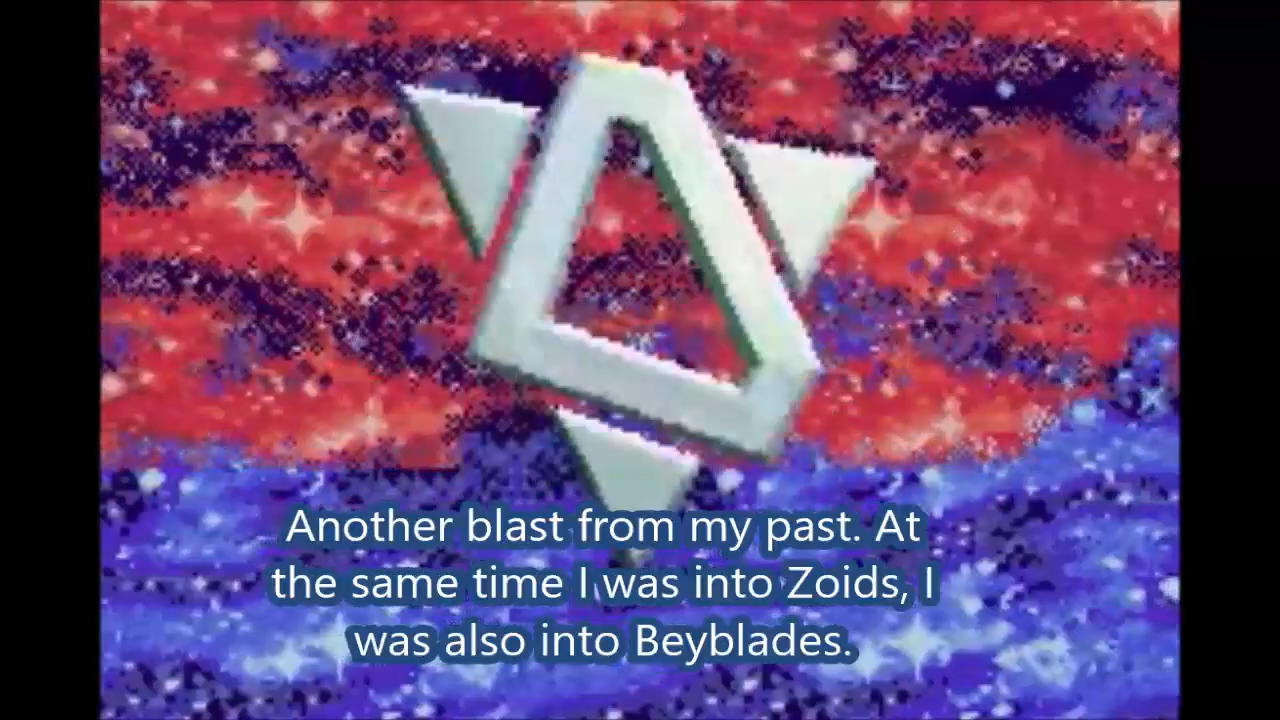 Another blast from my past. At
the same time I was into Zoids, I
was also into Beyblades.